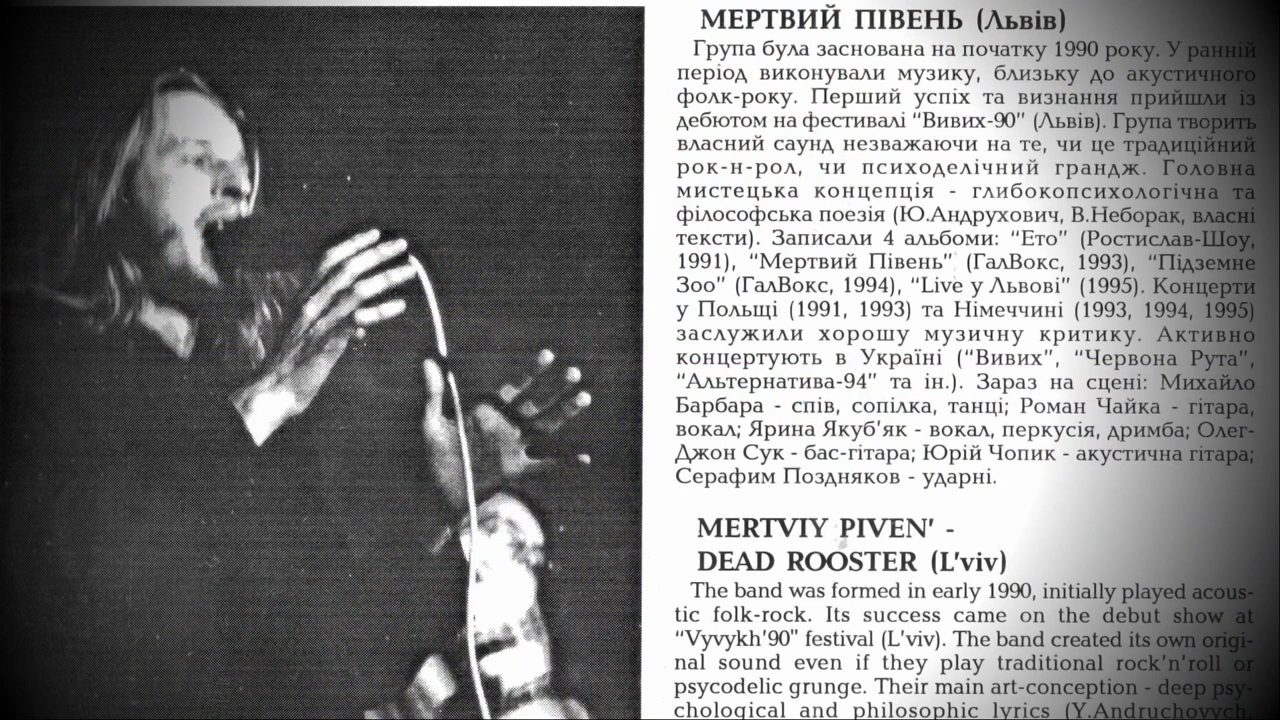 МЕРТВИЙ ПІВЕНЬ (Львів)
Група була заснована на початку 1990 року. У ранній
період виконували музику, близьку до акустичного
фолк-року. Перший успіх та визнання прийшли із
дебютом на фестивалі “Вивих-90” (Львів). Група творить
власний саунд незважаючи на те, чи це традиційний
рок-н-рол, чи психоделічний грандж. Головна
мистецька концепція - глибокопсихологічна та
філософська поезія (Ю.Андрухович, В.Неборак, власні
тексти). Записали 4 альбоми: “Ето” (Ростислав-Шоу,
1991), “Мертвий Півень” (ГалВокс, 1993), “Підземне
Зоо” (ГалВокс, 1994), “Live у Львові” (1995). Концерти
у Польщі (1991, 1993) та Німеччині (1993, 1994, 1995)
заслужили хорошу музичну критику. Активно
концертують в Україні (“Вивих”, “Червона Рута”,
“Альтернатива-94” та ін.). Зараз на сцені: Михайло
Барбара - спів, сопілка, танці; Роман Чайка - гітара,
вокал; Ярина Якуб’як - вокал, перкусія, дримба; Олег-
Джон Сук - бас-гітара; Юрій Чопик - акустична гітара;
Серафим Поздняков - ударні.
MERTVIY PIVEN’ -
DEAD ROOSTER (L’viv)
The band was formed in early 1990, initially played acous-
tic folk-rock. Its success came on the debut show at
“Vyvykh’90” festival (L’viv). The band created its own origi-
nal sound even if they play traditional rock’n’roll or
psycodelic grunge. Their main art-conception - deep psy-
chological and philosophic lyrics (Y.Andruchovych,